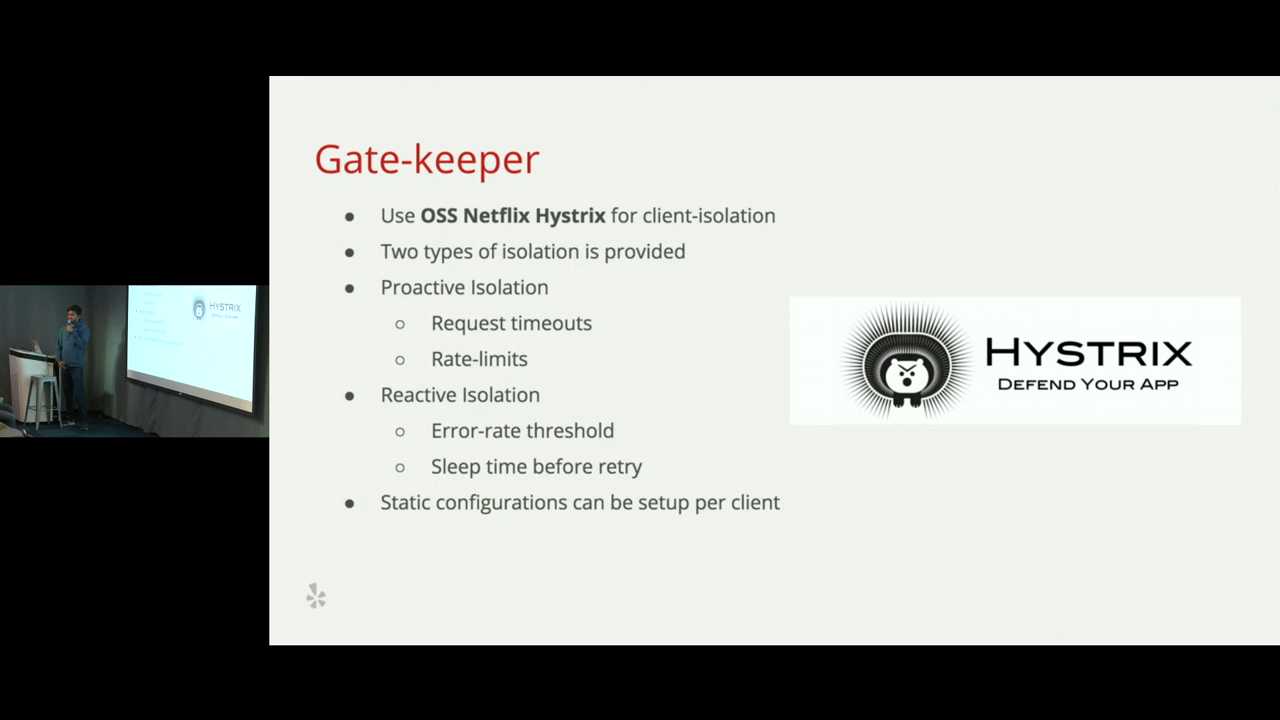 Gate-keeper
● Use OSS Netflix Hystrix for client-isolation
● Two types of isolation is provided
● Proactive Isolation
○ Request timeouts
○ Rate-limits
● Reactive Isolation
○ Error-rate threshold
○ Sleep time before retry
● Static configurations can be setup per client
HYSTRIX
DEFEND YOUR APP
HYSTRIX